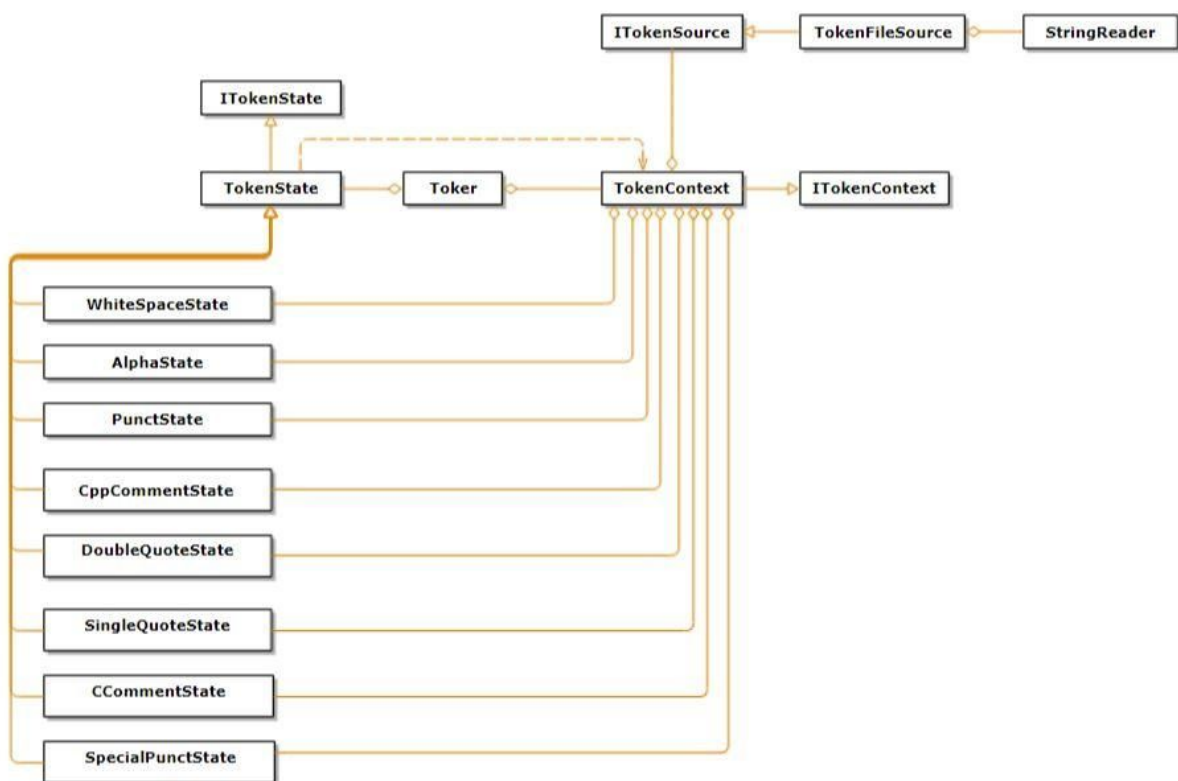 ITokenSource
TokenFileSource
StringReader
ITokenState
TokenState
Toker
TokenContext
ITokenContext
WhiteSpaceState
AlphaState
PunctState
CppCommentState
DoubleQuoteState
SingleQuoteState
CCommentState
SpecialPunctState